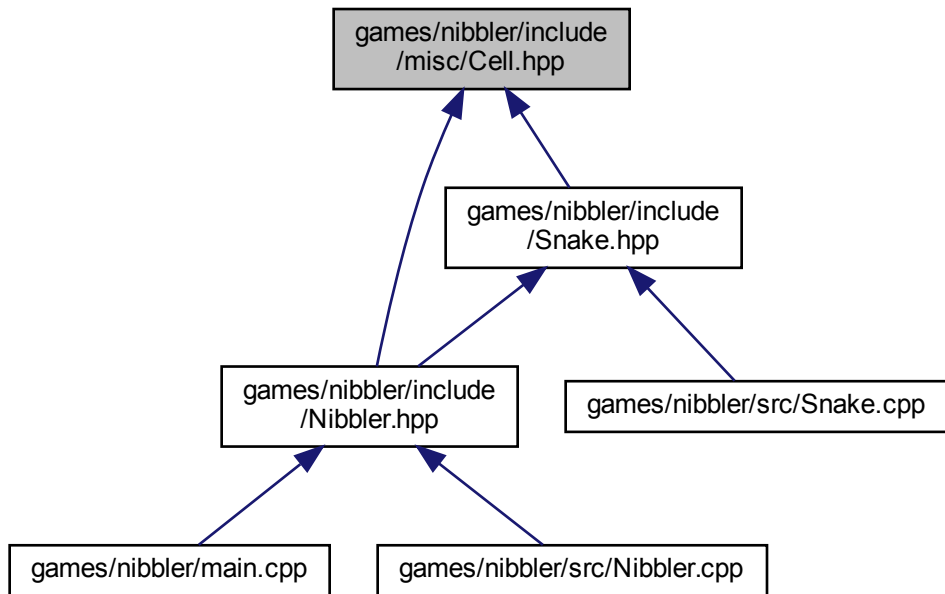 games/nibbler/include
/misc/Cell.hpp
games/nibbler/include
/Snake.hpp
games/nibbler/include
/Nibbler.hpp
games/nibbler/src/Snake.cpp
games/nibbler/main.cpp
games/nibbler/src/Nibbler.cpp